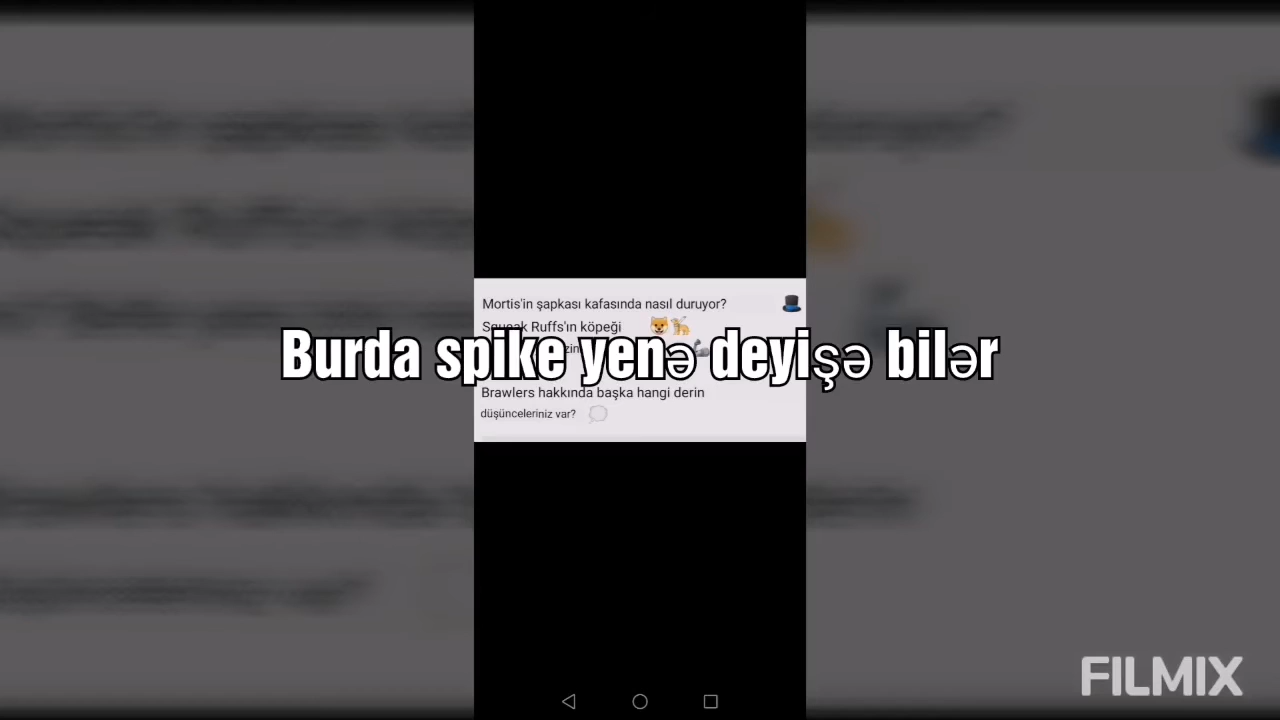 Mortis'in şapkası kafasında nasıl duruyor?
Squeak Ruffs'ın köpeği
Burda spike yenə deyişə bilər
Brawlers hakkında başka hangi derin
düşünceleriniz var?
FILMIX